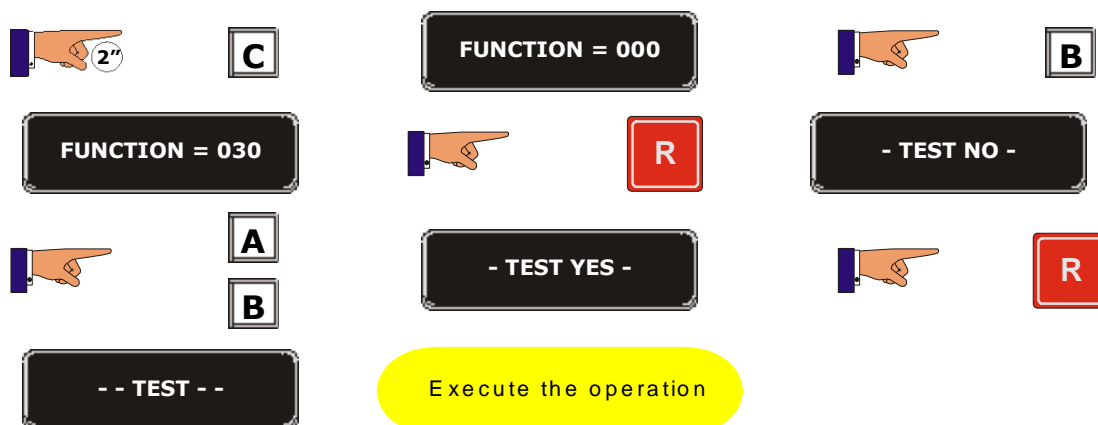 2” C FUNCTION = 000 B
FUNCTION = 030 R - TEST NO -
A
- TEST YES - R
B
- - TEST - -
Execute the operation